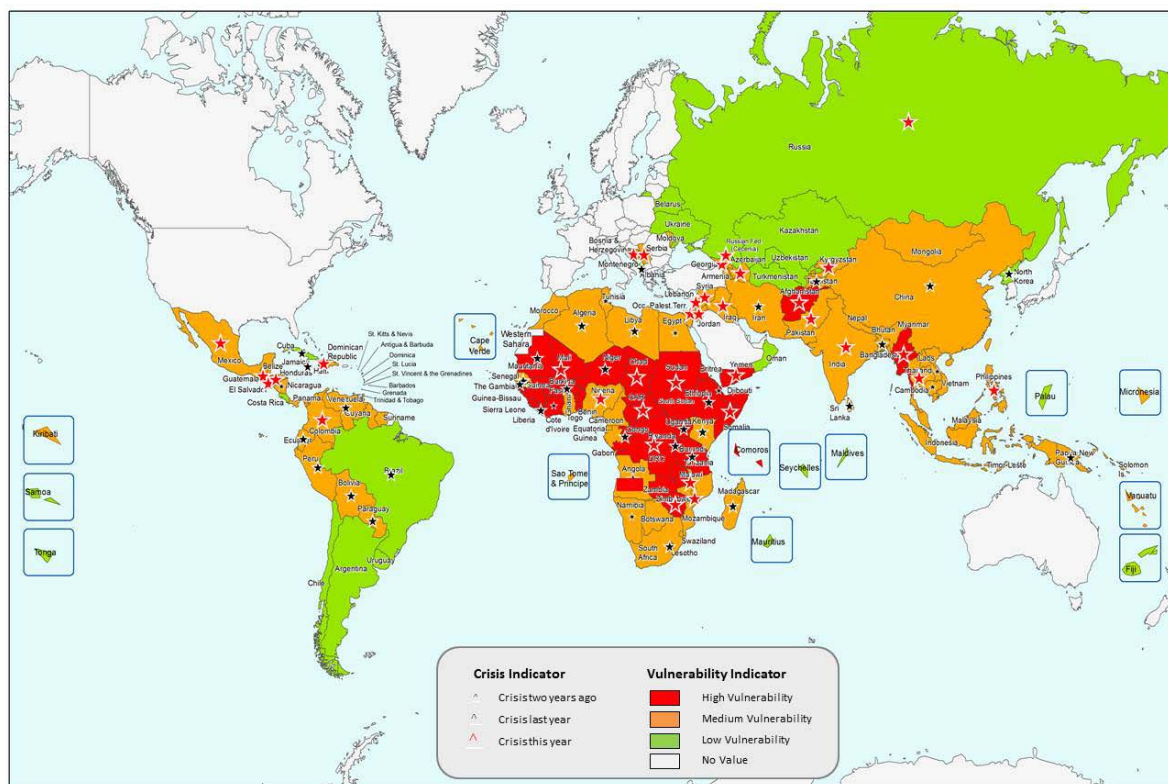 Russia
Belarus
Ukraine
Moldova
Kazakhstan
Bosnia &
Herzegovina
Serbia
Montenegro
Albania
Russian Fed
(Cecenia)
Georgia
Azerbaijan
Armenia
Uzbekistan
Kyrgyzstan
Turkmenistan
Mongolia
North
Korea
China
Afghanistan
Syria
Lebanon
Occ.
Palest.Terr.
Jordan
Iraq
Iran
Pakistan
Nepal
Bhutan
India
Bangladesh
Myanmar
Laos
Cambodia
Vietnam
Philippines
Sri
Lanka
Malaysia
Indonesia
Timor-Leste
Papua New
Guinea
Solomon
Is.
Tunisia
Morocco
Algeria
Libya
Egypt
Western
Sahara
Cape
Verde
Mauritania
Mali
Niger
Chad
Sudan
Eritrea
Yemen
Oman
Djibouti
Senegal
The Gambia
Guinea-Bissau
Sierra Leone
Liberia
Cote
d'Ivoire
Burkina
Togo
Benin
Nigeria
Cameroon
Equatorial
Guinea
Gabon
Congo
CAR
South Sudan
Ethiopia
Somalia
Uganda
Kenya
DRC
Angola
Zambia
Namibia
Botswana
South
Africa
Mozambique
Swaziland
Lesotho
Madagascar
Sao Tome
& Principe
Comoros
Seychelles
Maldives
Mauritius
Palau
Micronesia
Vanuatu
Fiji
Mexico
Cuba
Jamaica
Belize
Honduras
Dominican
Republic
Guatemala
El Salvador
Nicaragua
Costa Rica
Panama
St. Kitts & Nevis
Antigua & Barbuda
Dominica
St. Lucia
St. Vincent & the Grenadines
Barbados
Grenada
Trinidad & Tobago
Venezuela
Guyana
Suriname
Colombia
Ecuador
Peru
Brazil
Bolivia
Paraguay
Uruguay
Argentina
Chile
Kiribati
Samoa
Tonga
Crisis Indicator
Crisis two years ago
Crisis last year
Crisis this year
Vulnerability Indicator
High Vulnerability
Medium Vulnerability
Low Vulnerability
No Value